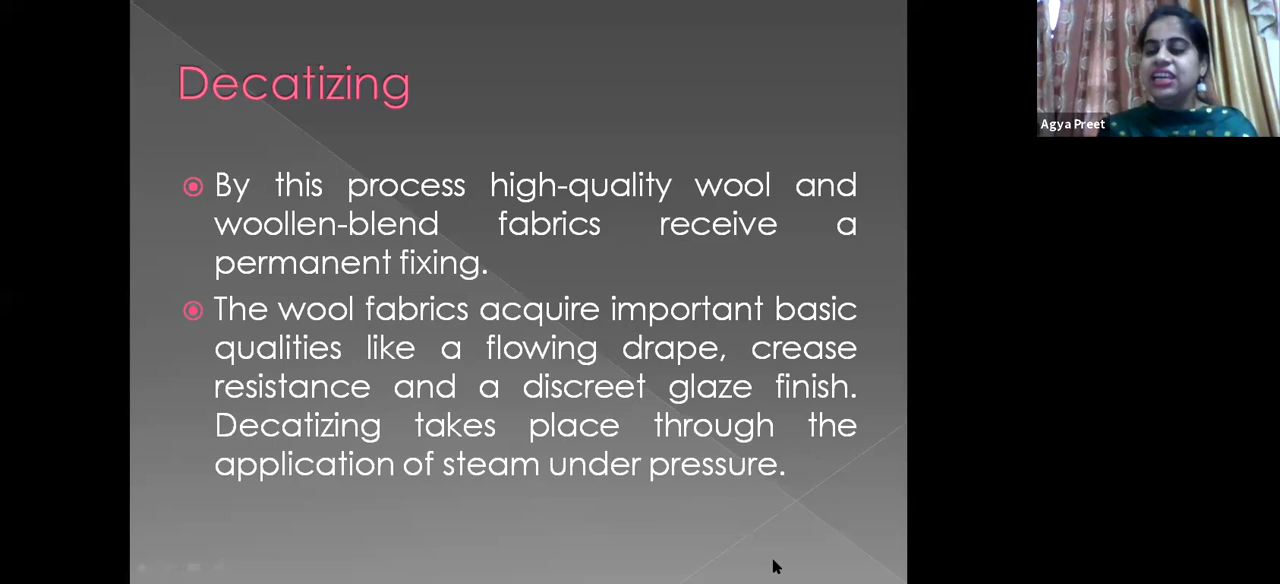 Decatizing
By this process high-quality wool and
woollen-blend fabrics receive a
permanent fixing.
The wool fabrics acquire important basic
qualities like a flowing drape, crease
resistance and a discreet glaze finish.
Decatizing takes place through the
application of steam under pressure.
Agya Preet